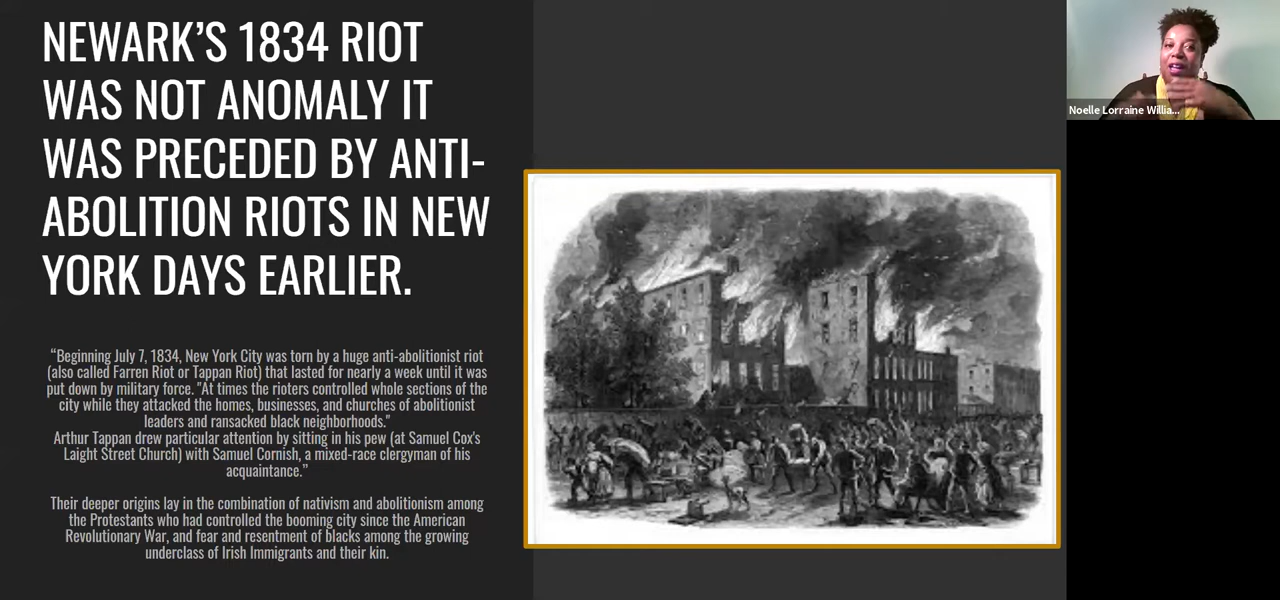 NEWARK’S 1834 RIOT
WAS NOT ANOMALY IT
WAS PRECEDED BY ANTI-
ABOLITION RIOTS IN NEW
YORK DAYS EARLIER.
“Beginning July 7, 1834, New York City was torn by a huge anti-abolitionist riot
(also called Farren Riot or Tappan Riot) that lasted for nearly a week until it was
put down by military force. "At times the rioters controlled whole sections of the
city while they attacked the homes, businesses, and churches of abolitionist
leaders and ransacked black neighborhoods."
Arthur Tappan drew particular attention by sitting in his pew (at Samuel Cox's
Laight Street Church) with Samuel Cornish, a mixed-race clergyman of his
acquaintance.”
Their deeper origins lay in the combination of nativism and abolitionism among
the Protestants who had controlled the booming city since the American
Revolutionary War, and fear and resentment of blacks among the growing
underclass of Irish Immigrants and their kin.
Noelle Lorraine Willia...